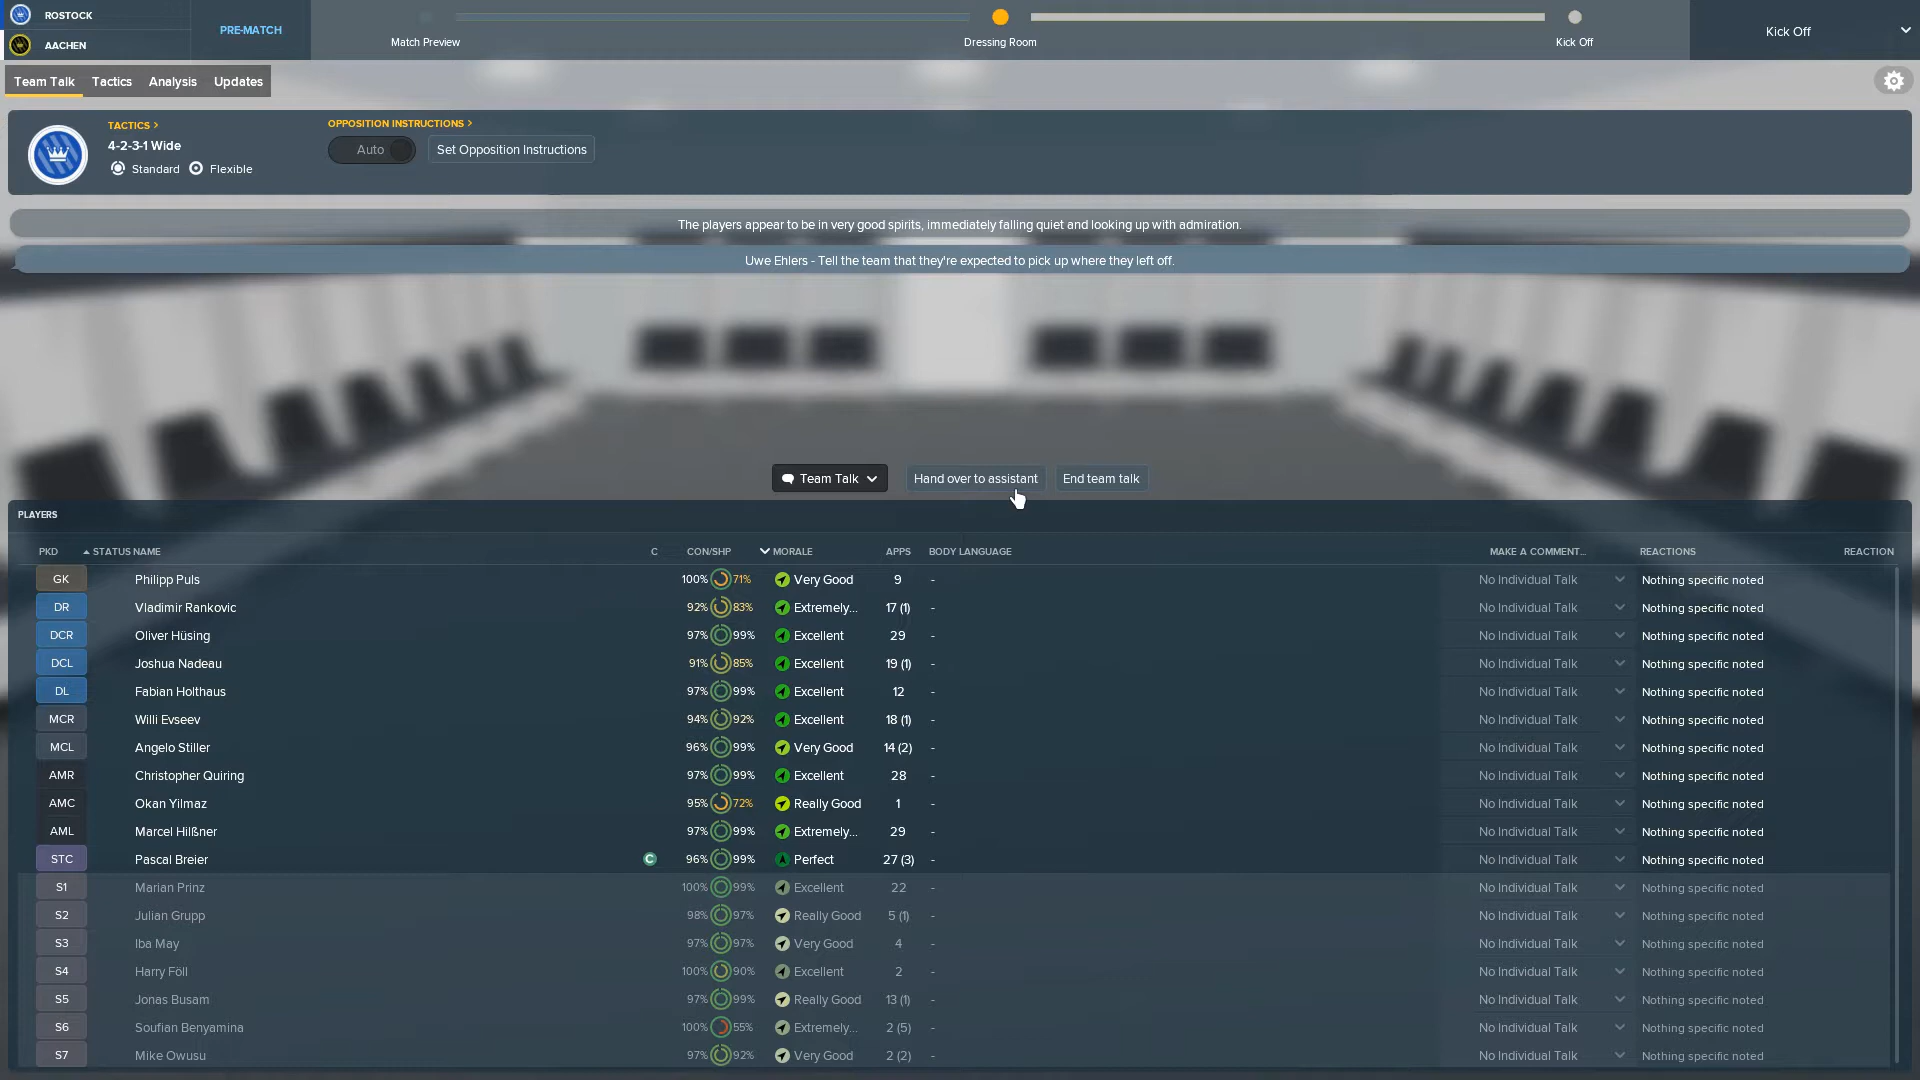 ROSTOCK
AACHEN
PRE-MATCH
Match Preview
Dressing Room
Kick Off
Kick Off
Team Talk Tactics Analysis Updates
TACTICS >
4-2-3-1 Wide
Standard Flexible
OPPOSITION INSTRUCTIONS >
Auto Set Opposition Instructions
The players appear to be in very good spirits, immediately falling quiet and looking up with admiration.
Uwe Ehlers - Tell the team that they're expected to pick up where they left off.
Team Talk Hand over to assistant End team talk
PLAYERS
PKD STATUS NAME C CON/SHP MORALE APPS BODY LANGUAGE MAKE A COMMENT... REACTIONS REACTION
GK Philipp Puls 100% 71% Very Good 9 - No Individual Talk Nothing specific noted
DR Vladimir Rankovic 92% 83% Extremely... 17 (1) - No Individual Talk Nothing specific noted
DCR Oliver Hüsing 97% 99% Excellent 29 - No Individual Talk Nothing specific noted
DCL Joshua Nadeau 91% 85% Excellent 19 (1) - No Individual Talk Nothing specific noted
DL Fabian Holthaus 97% 99% Excellent 12 - No Individual Talk Nothing specific noted
MCR Willi Evseev 94% 92% Excellent 18 (1) - No Individual Talk Nothing specific noted
MCL Angelo Stiller 96% 99% Very Good 14 (2) - No Individual Talk Nothing specific noted
AMR Christopher Quiring 97% 99% Excellent 28 - No Individual Talk Nothing specific noted
AMC Okan Yilmaz 95% 72% Really Good 1 - No Individual Talk Nothing specific noted
AML Marcel Hilßner 97% 99% Extremely... 29 - No Individual Talk Nothing specific noted
STC Pascal Breier C 96% 99% Perfect 27 (3) - No Individual Talk Nothing specific noted
S1 Marian Prinz 100% 99% Excellent 22 - No Individual Talk Nothing specific noted
S2 Julian Grupp 98% 97% Really Good 5 (1) - No Individual Talk Nothing specific noted
S3 Iba May 97% 97% Very Good 4 - No Individual Talk Nothing specific noted
S4 Harry Föll 100% 90% Excellent 2 - No Individual Talk Nothing specific noted
S5 Jonas Busam 97% 99% Really Good 13 (1) - No Individual Talk Nothing specific noted
S6 Soufian Benyamina 100% 55% Extremely... 2 (5) - No Individual Talk Nothing specific noted
S7 Mike Owusu 97% 92% Very Good 2 (2) - No Individual Talk Nothing specific noted